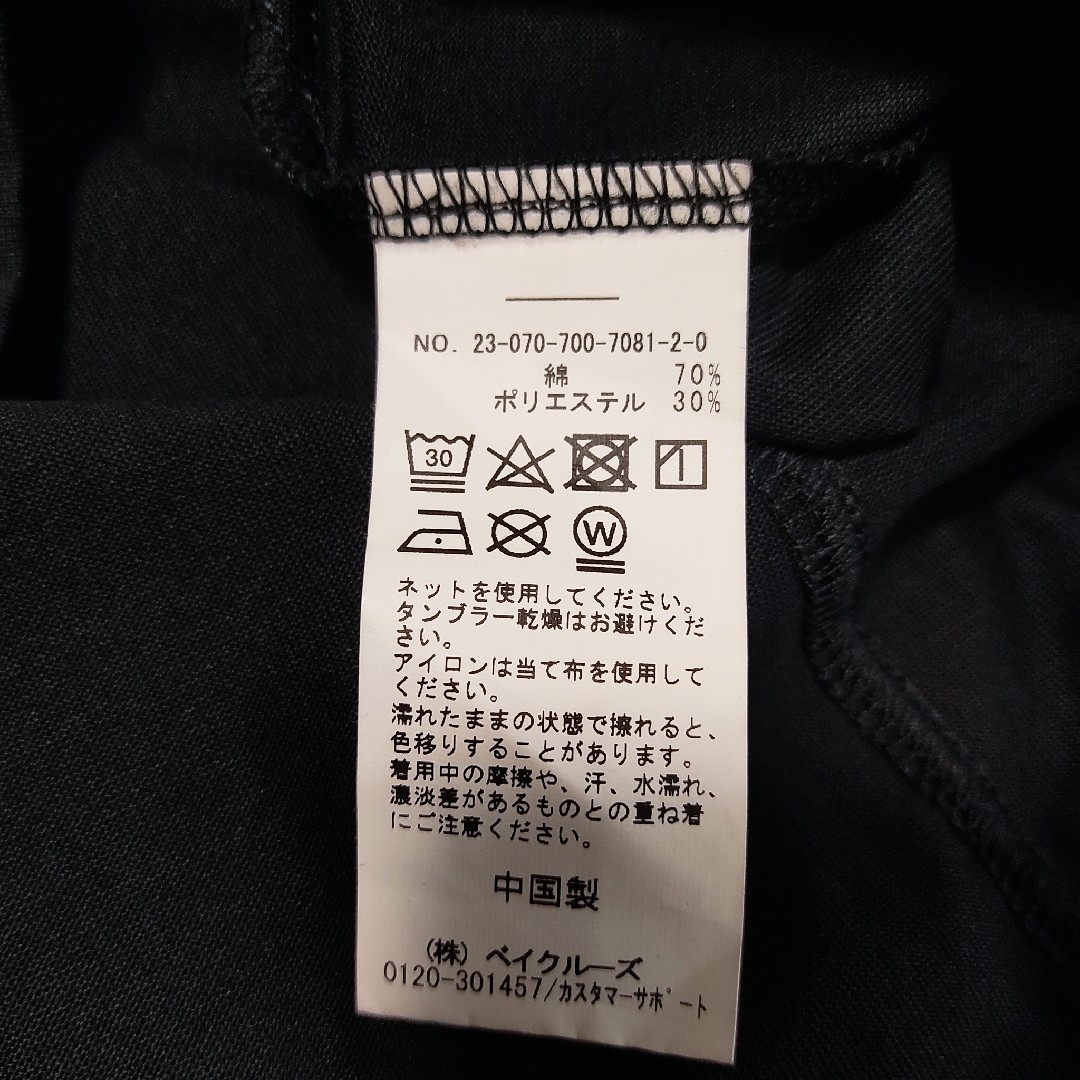 NO. 23-070-700-7081-2-0
綿 70%
ポリエステル 30%
30
W
ネットを使用してください。
タンブラー乾燥はお避けくだ
さい。
アイロンは当て布を使用して
ください。
濡れたままの状態で擦れると、
色移りすることがあります。
着用中の摩擦や、汗、水濡れ、
濃淡差があるものとの重ね着
にご注意ください。
中国製
(株) ベイクルーズ
0120-301457/カスタマーサポート